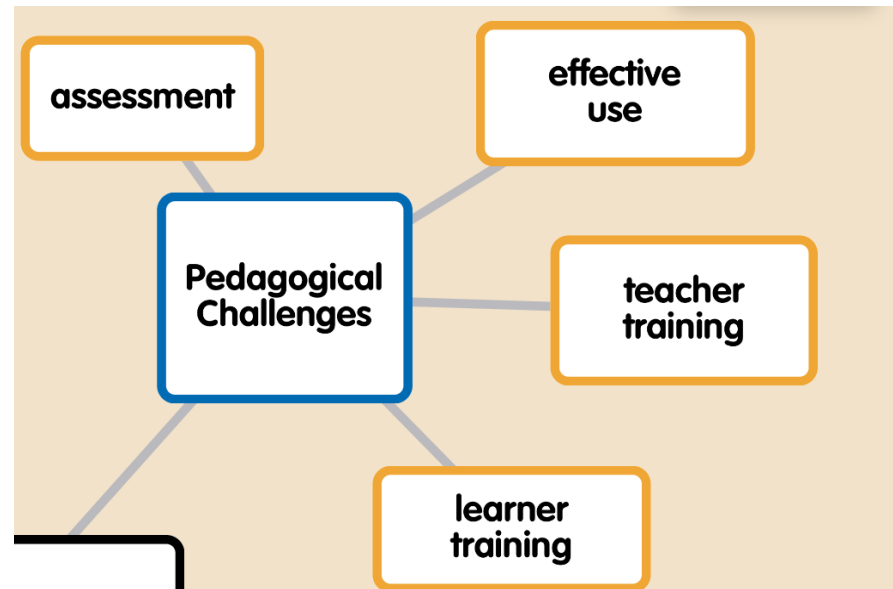 assessment
effective
use
Pedagogical
Challenges
teacher
training
learner
training